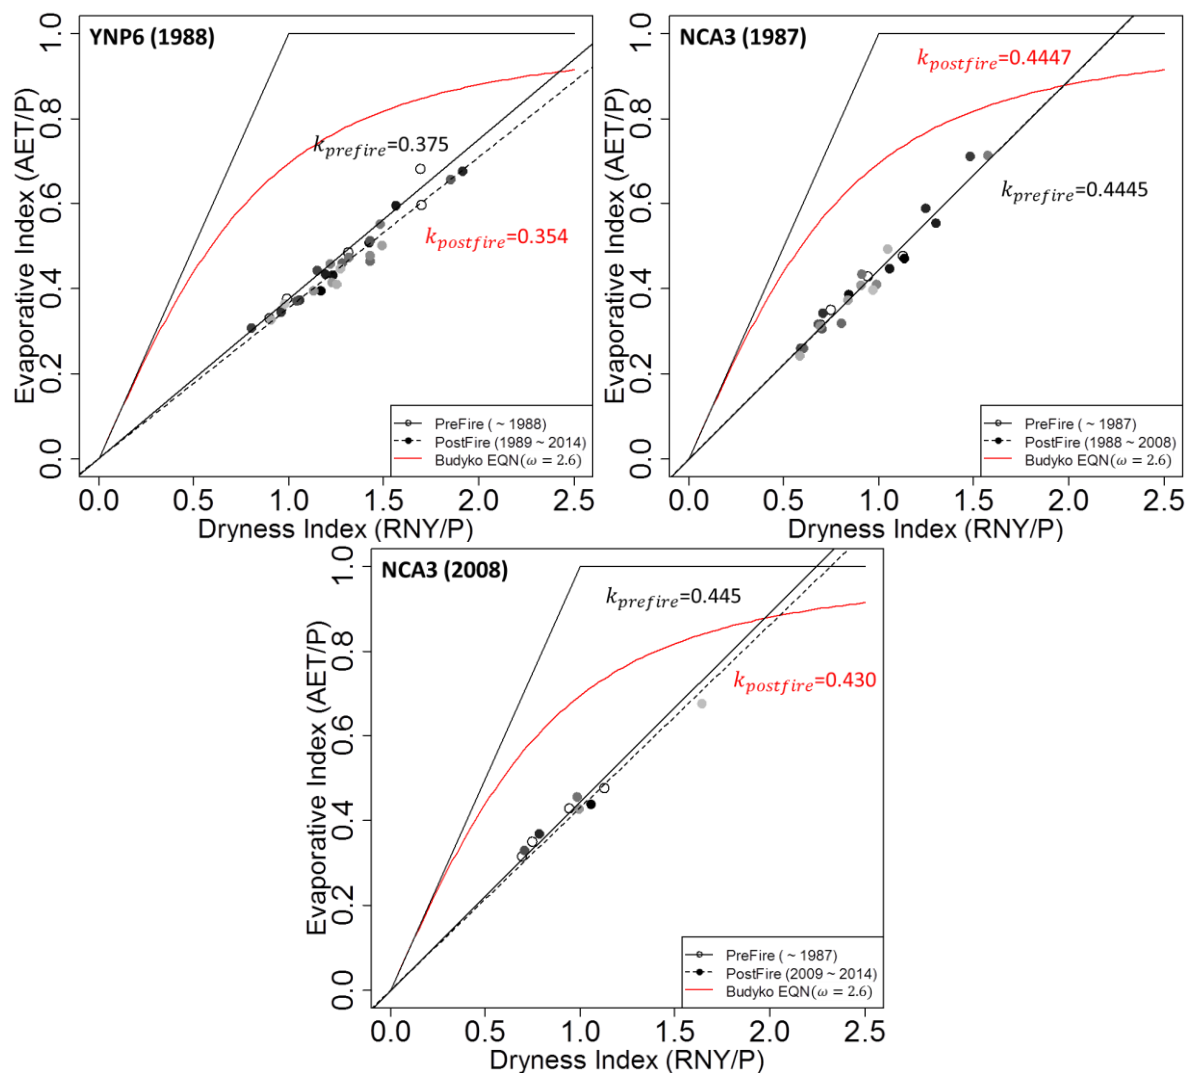 YNP6 (1988)
k_prefire=0.375
k_postfire=0.354
Evaporative Index (AET/P)
0.0 0.2 0.4 0.6 0.8 1.0
PreFire ( ~ 1988)
PostFire (1989 ~ 2014)
Budyko EQN(ω = 2.6)
0.0 0.5 1.0 1.5 2.0 2.5
Dryness Index (RNY/P)
NCA3 (1987)
k_postfire=0.4447
k_prefire=0.4445
Evaporative Index (AET/P)
0.0 0.2 0.4 0.6 0.8 1.0
PreFire ( ~ 1987)
PostFire (1988 ~ 2008)
Budyko EQN(ω = 2.6)
0.0 0.5 1.0 1.5 2.0 2.5
Dryness Index (RNY/P)
NCA3 (2008)
k_prefire=0.445
k_postfire=0.430
Evaporative Index (AET/P)
0.0 0.2 0.4 0.6 0.8 1.0
PreFire ( ~ 1987)
PostFire (2009 ~ 2014)
Budyko EQN(ω = 2.6)
0.0 0.5 1.0 1.5 2.0 2.5
Dryness Index (RNY/P)